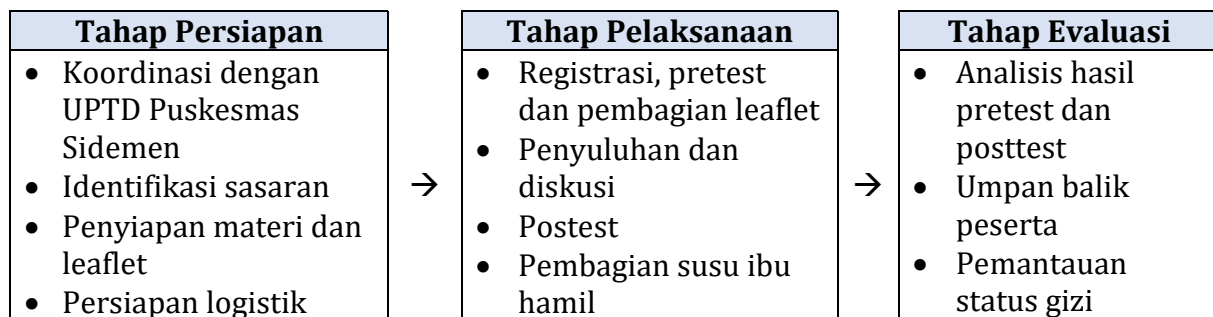 Tahap Persiapan
• Koordinasi dengan
UPTD Puskesmas
Sidemen
• Identifikasi sasaran
• Penyiapan materi dan
leaflet
• Persiapan logistik
→
Tahap Pelaksanaan
• Registrasi, pretest
dan pembagian leaflet
• Penyuluhan dan
diskusi
• Postest
• Pembagian susu ibu
hamil
→
Tahap Evaluasi
• Analisis hasil
pretest dan
posttest
• Umpan balik
peserta
• Pemantauan
status gizi